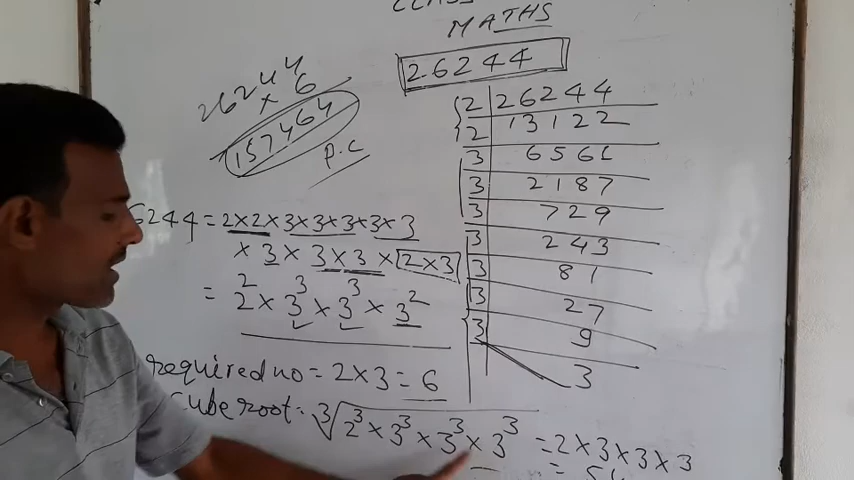 CLASS
MATHS
26244
26244
× 6
157464
P.C
2 | 26244
2 | 13122
3 | 6561
3 | 2187
3 | 729
3 | 243
3 | 81
3 | 27
3 | 9
3
6244 = 2×2×3×3×3×3×3
×3×3×3×2×3
= 2² × 3³ × 3³ × 3²
required no = 2×3 = 6
Cube root = ∛2³×3³×3³×3³ = 2×3×3×3
= 54